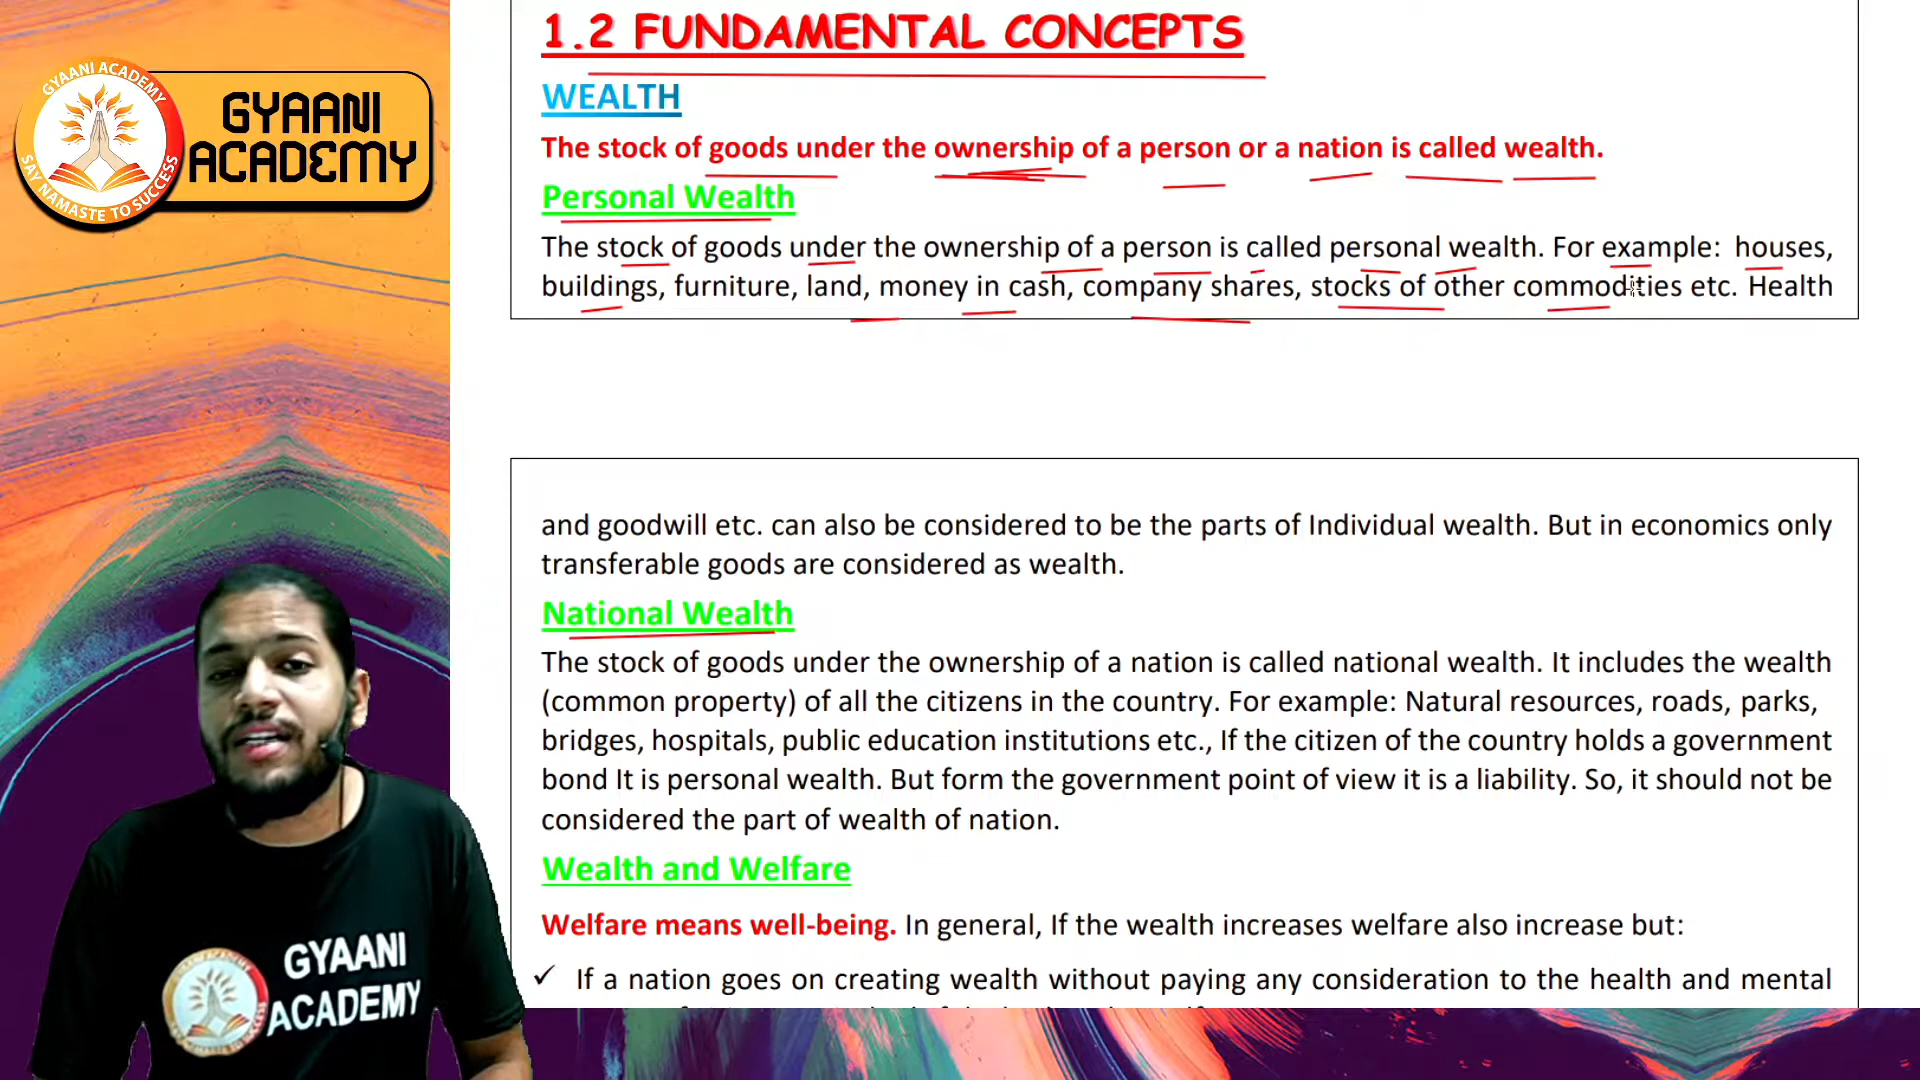 GYAANI ACADEMY
SAY NAMASTE TO SUCCESS
GYAANI
ACADEMY
1.2 FUNDAMENTAL CONCEPTS
WEALTH
The stock of goods under the ownership of a person or a nation is called wealth.
Personal Wealth
The stock of goods under the ownership of a person is called personal wealth. For example: houses,
buildings, furniture, land, money in cash, company shares, stocks of other commodities etc. Health
and goodwill etc. can also be considered to be the parts of Individual wealth. But in economics only
transferable goods are considered as wealth.
National Wealth
The stock of goods under the ownership of a nation is called national wealth. It includes the wealth
(common property) of all the citizens in the country. For example: Natural resources, roads, parks,
bridges, hospitals, public education institutions etc., If the citizen of the country holds a government
bond It is personal wealth. But form the government point of view it is a liability. So, it should not be
considered the part of wealth of nation.
Wealth and Welfare
Welfare means well-being. In general, If the wealth increases welfare also increase but:
✓ If a nation goes on creating wealth without paying any consideration to the health and mental
GYAANI
ACADEMY